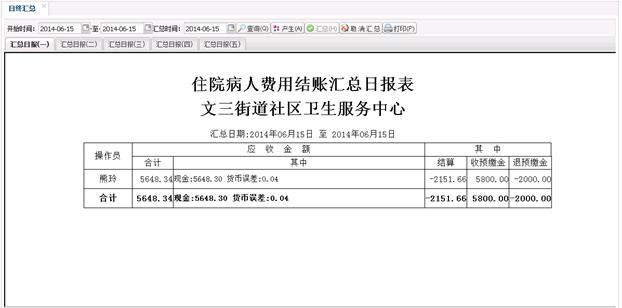 日终汇总
开始时间: 2014-06-15 -至- 2014-06-15 汇总时间: 2014-06-15 查询(Q) 产生(A) 汇总(H) 取消汇总 打印(P)
汇总日报(一) 汇总日报(二) 汇总日报(三) 汇总日报(四) 汇总日报(五)
住院病人费用结账汇总日报表
文三街道社区卫生服务中心
汇总日期:2014年06月15日 至 2014年06月15日
操作员 应 收 金 额 其 中
合计 其中 结算 收预缴金 退预缴金
熊玲 5648.34 现金:5648.30 货币误差:0.04 -2151.66 5800.00 -2000.00
合计 5648.34 现金:5648.30 货币误差:0.04 -2151.66 5800.00 -2000.00